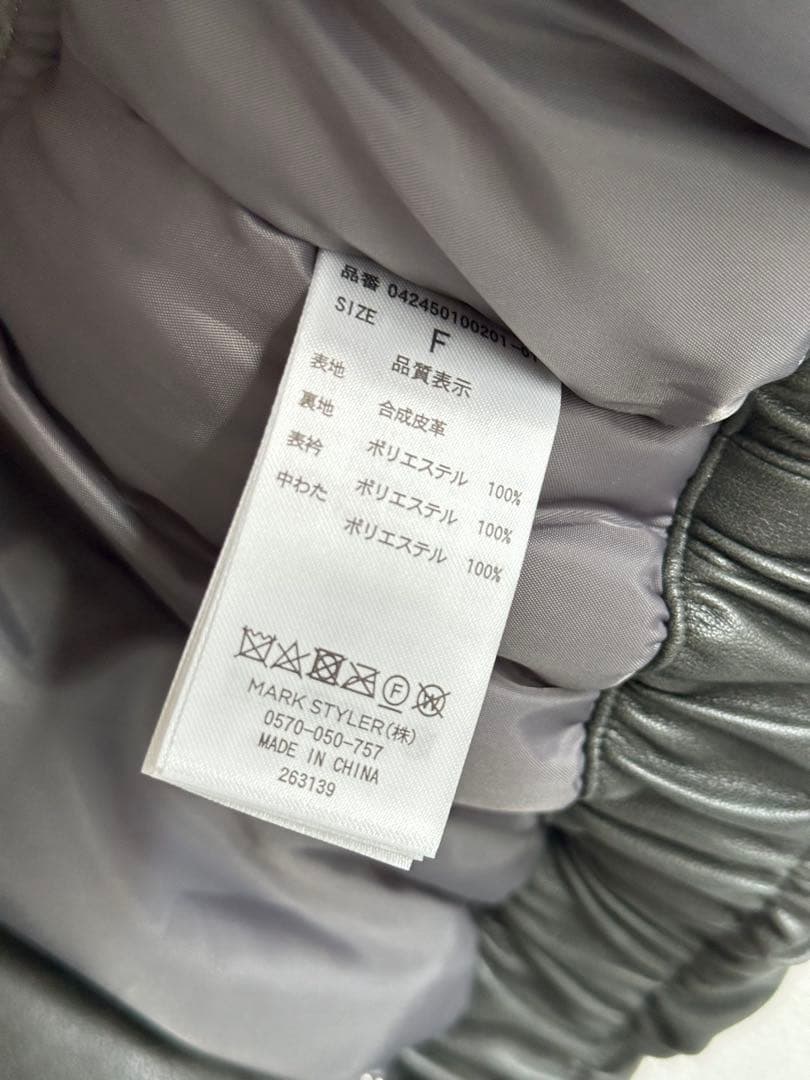 品番 042450100201-01
SIZE F
品質表示
表地 合成皮革
裏地 ポリエステル 100%
表衿 ポリエステル 100%
中わた ポリエステル 100%
F W
MARK STYLER(株)
0570-050-757
MADE IN CHINA
263139